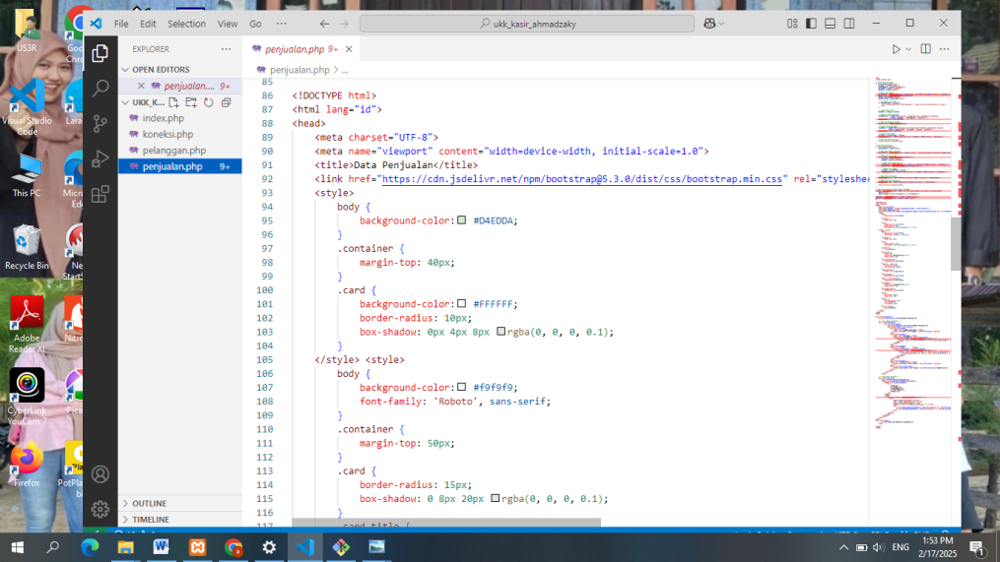 File Edit Selection View Go ··· ukk_kasir_ahmadzaky
EXPLORER ···
OPEN EDITORS
penjualan.... 9+
UKK_K...
index.php
koneksi.php
pelanggan.php
penjualan.php 9+
OUTLINE
TIMELINE
penjualan.php 9+
penjualan.php > ...
85
86 <!DOCTYPE html>
87 <html lang="id">
88 <head>
89 <meta charset="UTF-8">
90 <meta name="viewport" content="width=device-width, initial-scale=1.0">
91 <title>Data Penjualan</title>
92 <link href="https://cdn.jsdelivr.net/npm/bootstrap@5.3.0/dist/css/bootstrap.min.css" rel="styleshee
93 <style>
94 body {
95 background-color: #D4EDDA;
96 }
97 .container {
98 margin-top: 40px;
99 }
100 .card {
101 background-color: #FFFFFF;
102 border-radius: 10px;
103 box-shadow: 0px 4px 8px rgba(0, 0, 0, 0.1);
104 }
105 </style> <style>
106 body {
107 background-color: #f9f9f9;
108 font-family: 'Roboto', sans-serif;
109 }
110 .container {
111 margin-top: 50px;
112 }
113 .card {
114 border-radius: 15px;
115 box-shadow: 0 8px 20px rgba(0, 0, 0, 0.1);
116 }
117 .card-title {
US3R
Goo
Chro
Visual Studio
Code
Lara
This PC
Micro
Ed
Recycle Bin
Ne
StartS
Adobe
Reader XI
Nitro
CyberLink
YouCam 7
Pica
Firefox
PotPla
bi
ENG
1:53 PM
2/17/2025
1